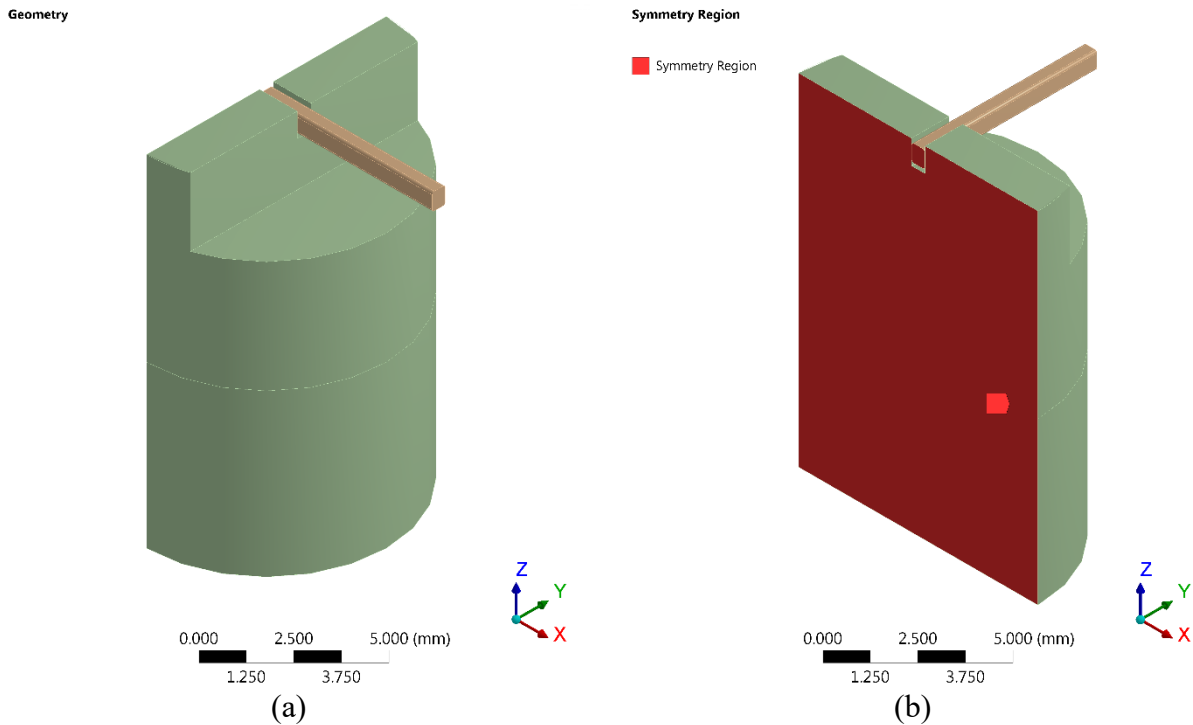 Geometry
Z
Y
X
0.000 2.500 5.000 (mm)
1.250 3.750
(a)
Symmetry Region
Symmetry Region
Z
Y
X
0.000 2.500 5.000 (mm)
1.250 3.750
(b)